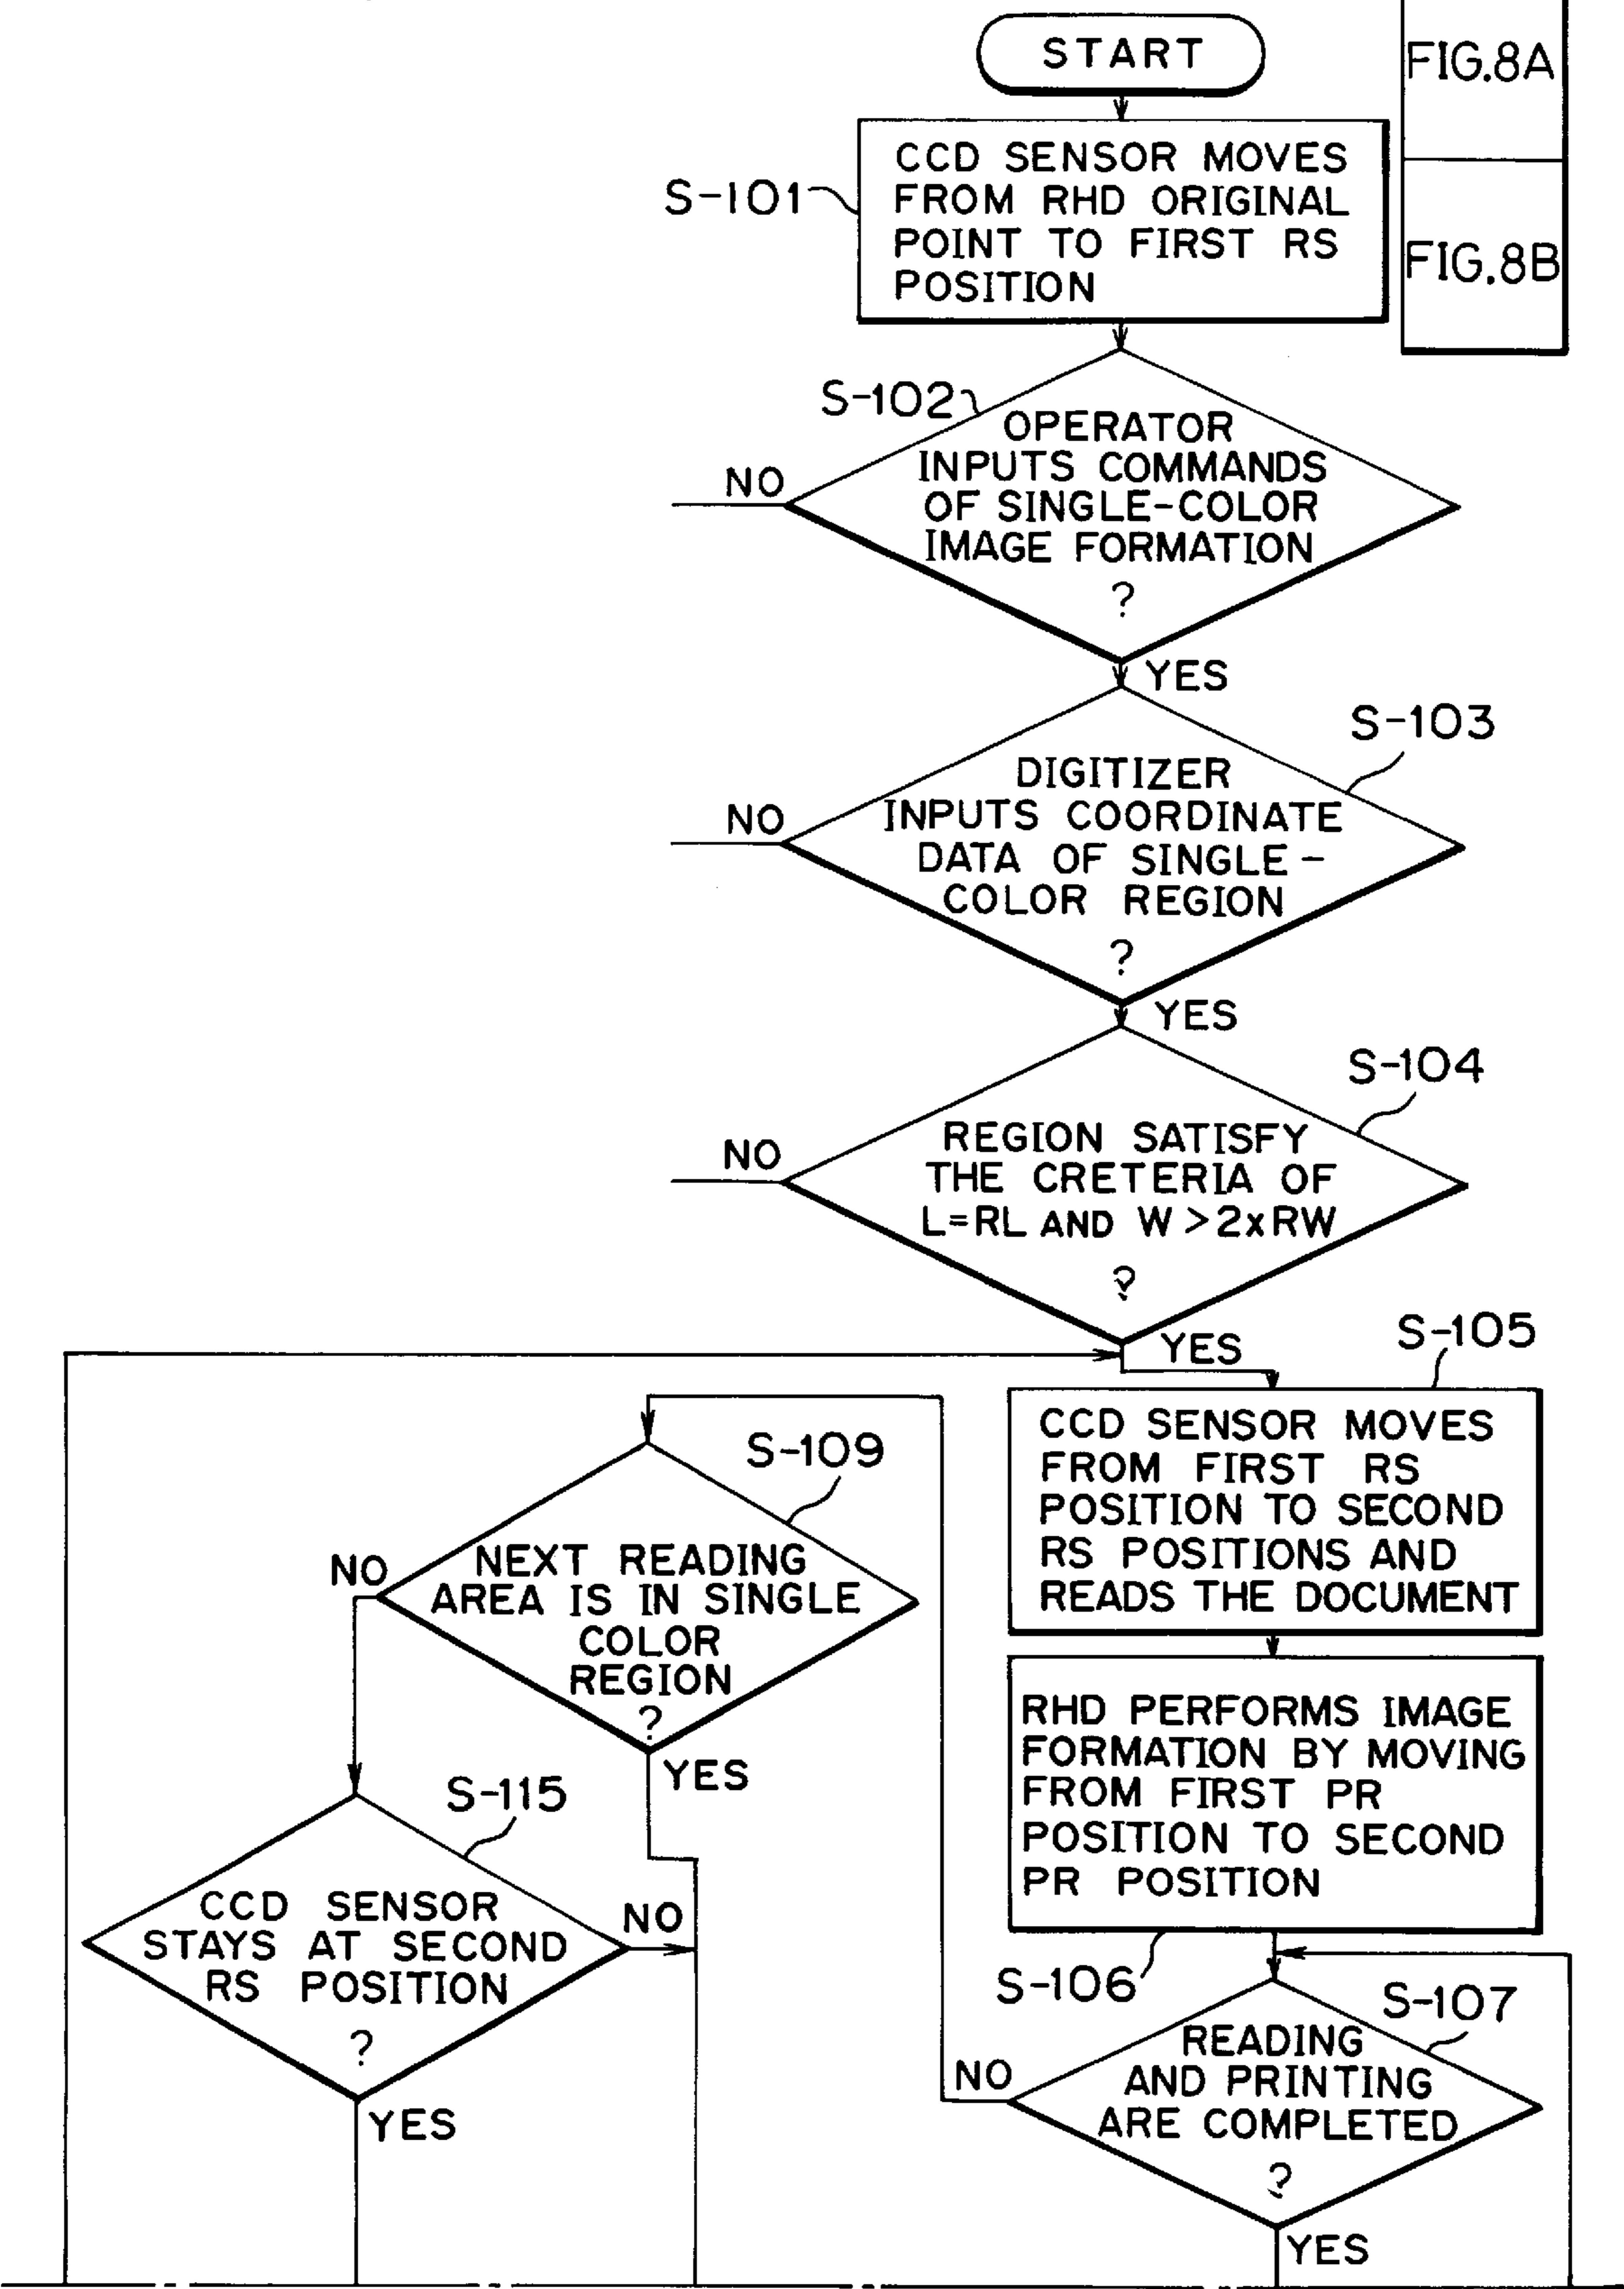 START
FIG.8A
FIG.8B
S-101
CCD SENSOR MOVES
FROM RHD ORIGINAL
POINT TO FIRST RS
POSITION
S-102
OPERATOR
INPUTS COMMANDS
OF SINGLE-COLOR
IMAGE FORMATION
?
NO
YES
S-103
DIGITIZER
INPUTS COORDINATE
DATA OF SINGLE-
COLOR REGION
?
NO
YES
S-104
REGION SATISFY
THE CRETERIA OF
L=RL AND W>2xRW
?
NO
YES
S-105
CCD SENSOR MOVES
FROM FIRST RS
POSITION TO SECOND
RS POSITIONS AND
READS THE DOCUMENT
RHD PERFORMS IMAGE
FORMATION BY MOVING
FROM FIRST PR
POSITION TO SECOND
PR POSITION
S-106
S-107
READING
AND PRINTING
ARE COMPLETED
?
NO
YES
S-109
NEXT READING
AREA IS IN SINGLE
COLOR
REGION
?
NO
YES
S-115
CCD SENSOR
STAYS AT SECOND
RS POSITION
?
NO
YES